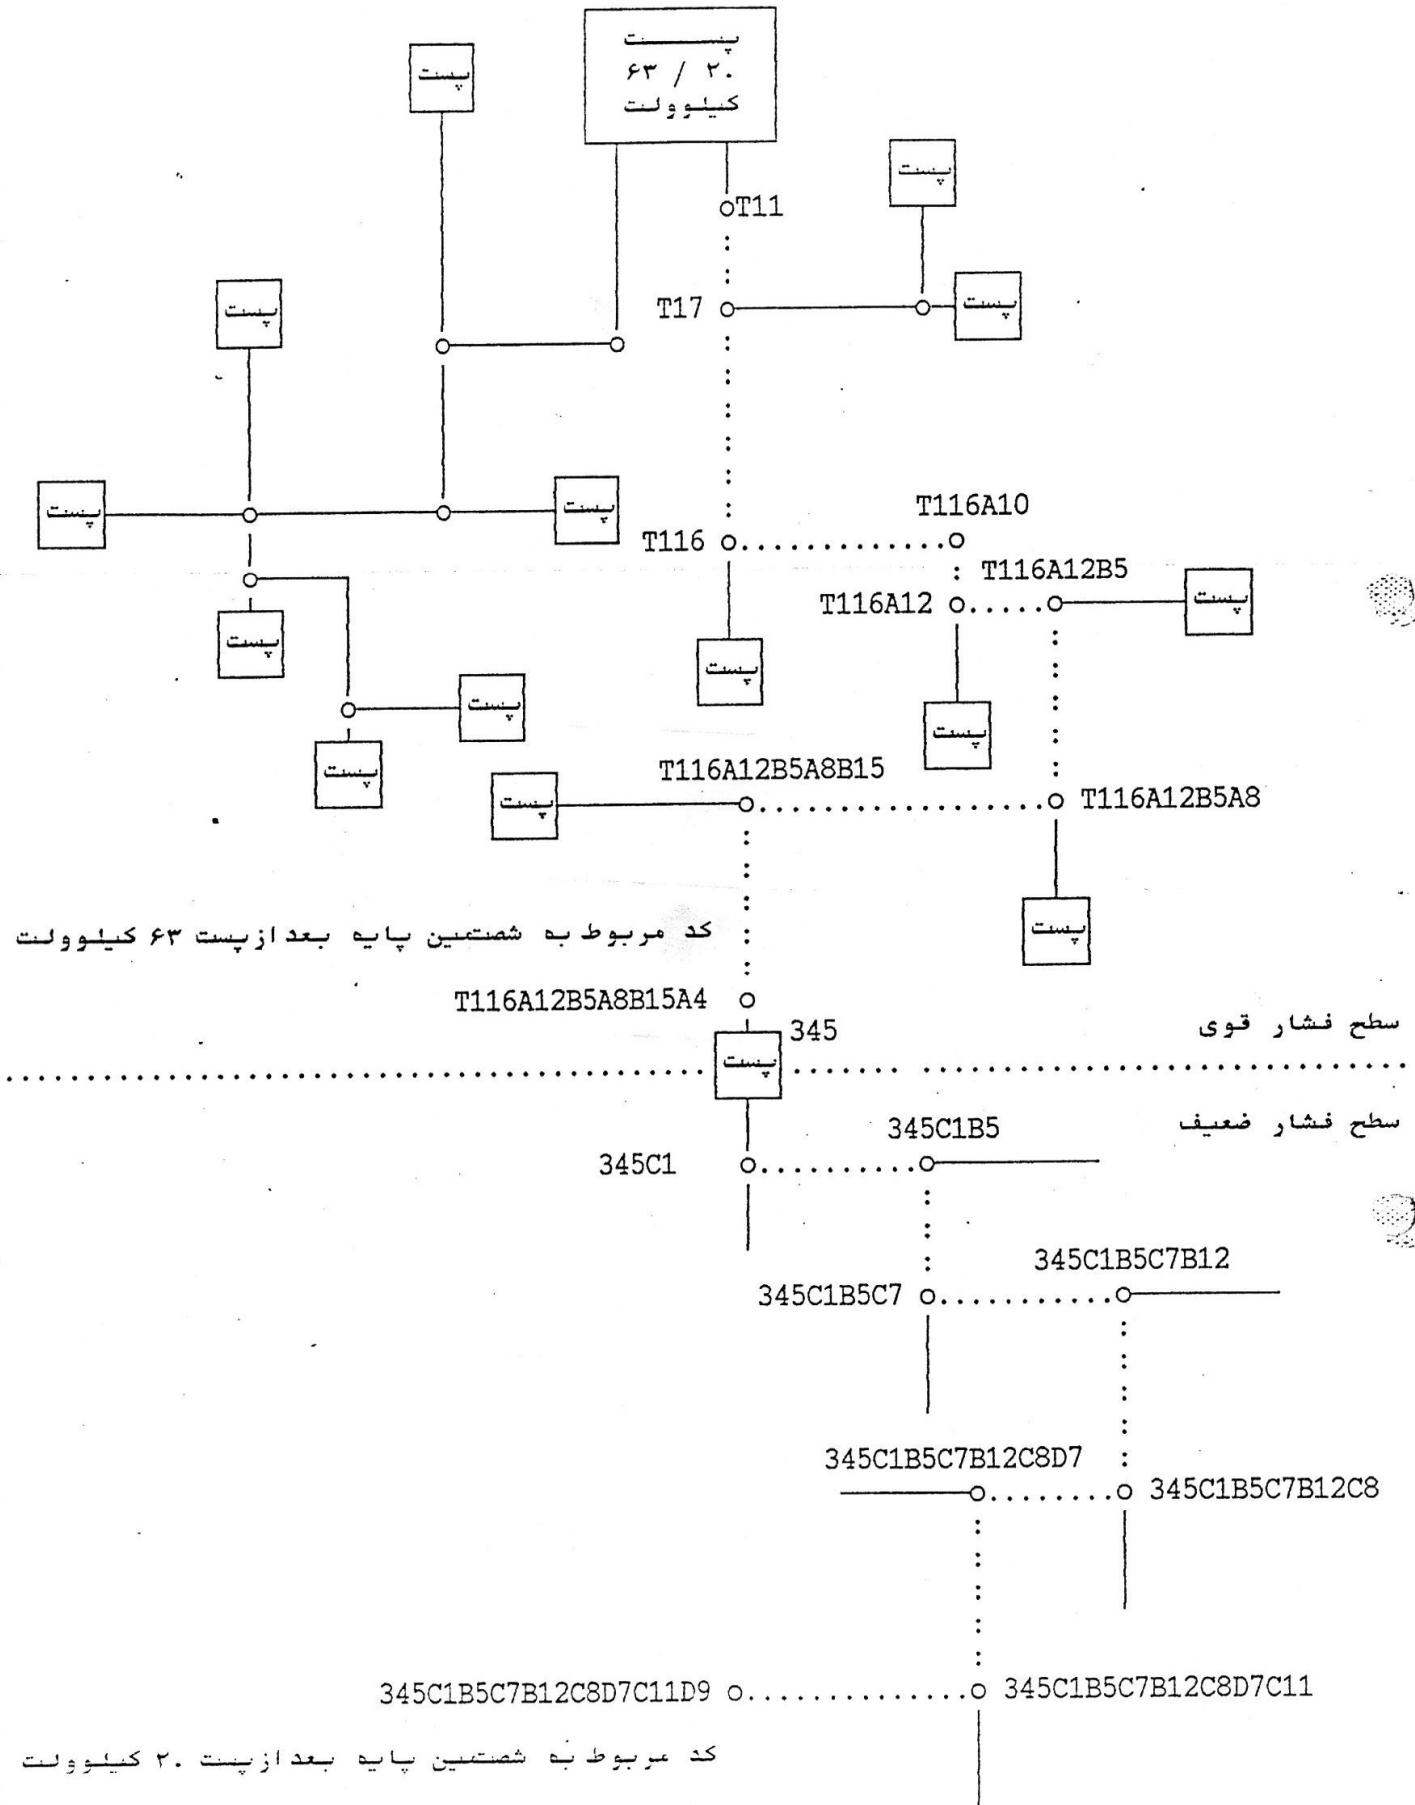 پست
۶۳ / ۲۰
کیلوولت
پست
پست
T11
پست
T17
پست
پست
پست
T116A10
T116
T116A12B5
T116A12
پست
پست
پست
پست
پست
پست
T116A12B5A8B15
پست
T116A12B5A8
پست
کد مربوط به شصتمین پایه بعد از پست ۶۳ کیلوولت
پست
T116A12B5A8B15A4
345
سطح فشار قوی
پست
سطح فشار ضعیف
345C1B5
345C1
345C1B5C7B12
345C1B5C7
345C1B5C7B12C8D7
345C1B5C7B12C8
345C1B5C7B12C8D7C11D9
345C1B5C7B12C8D7C11
کد مربوط به شصتمین پایه بعد از پست ۲۰ کیلوولت